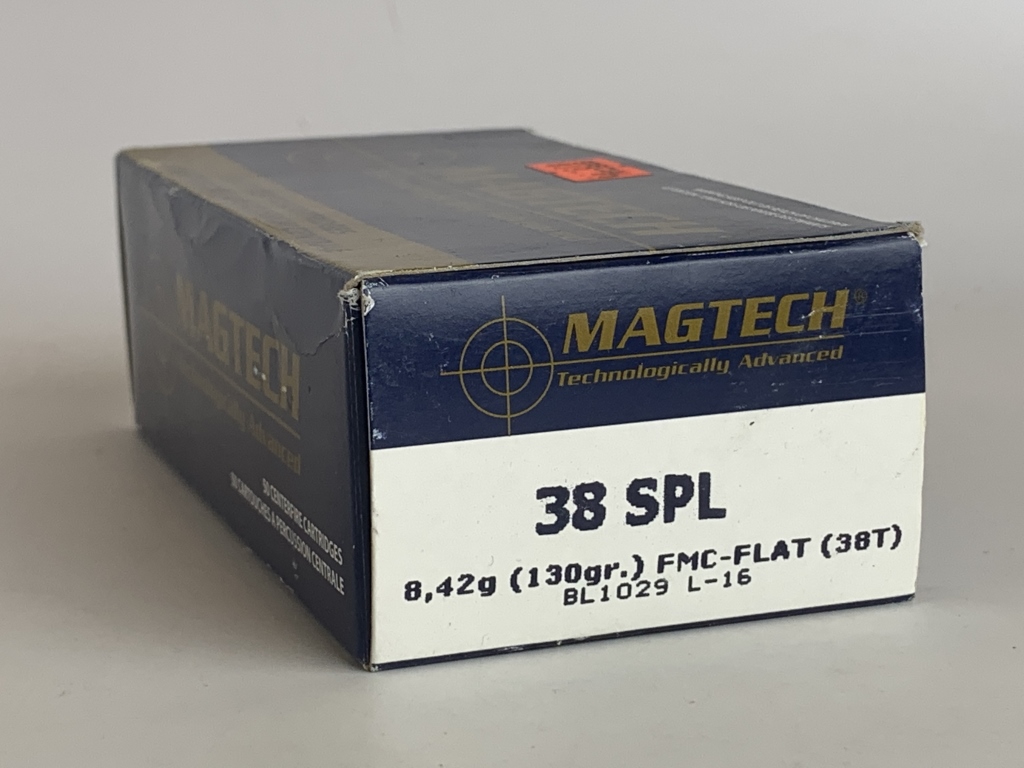 MAGTECH®
Technologically Advanced
38 SPL
8,42g (130gr.) FMC-FLAT (38T)
BL1029 L-16
MAGTECH
Technologically Advanced
50 CENTERFIRE CARTRIDGES
50 CARTOUCHES A PERCUSSION CENTRALE
MAGTECH